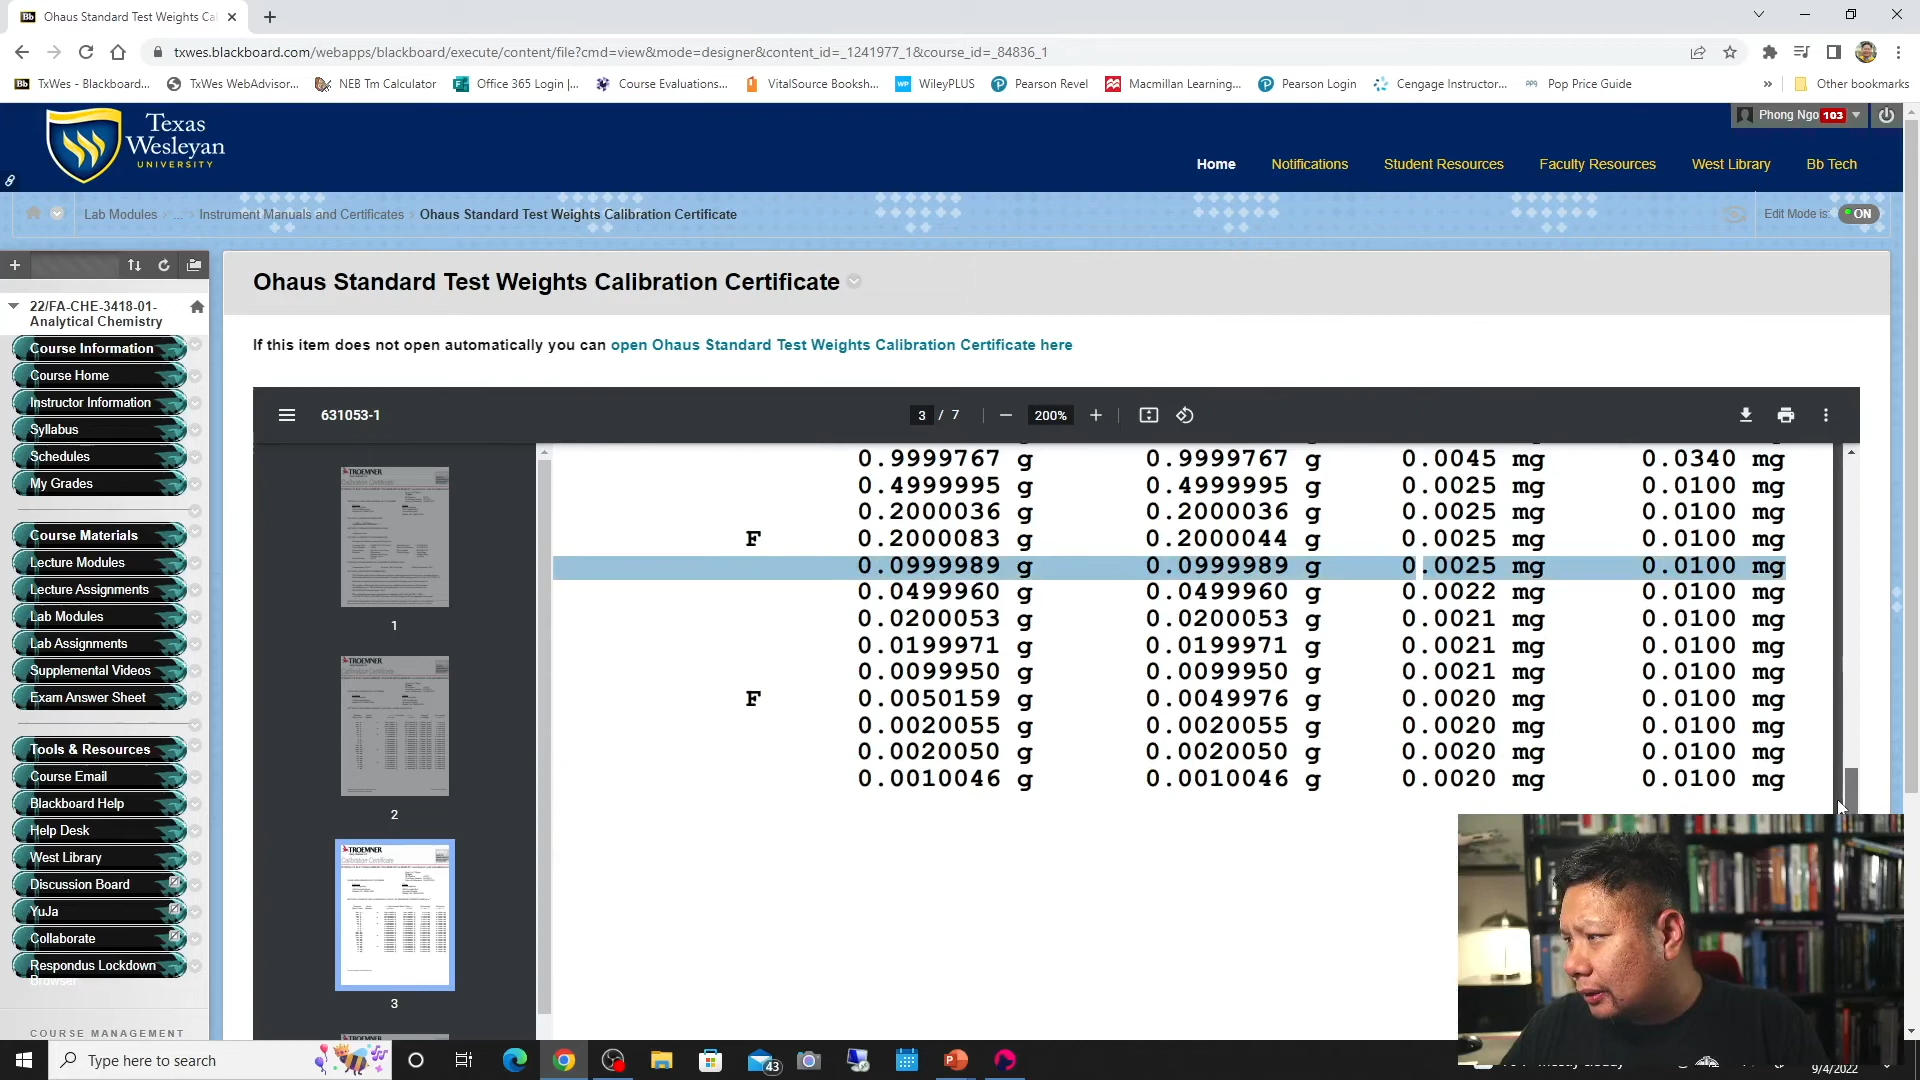 Ohaus Standard Test Weights Cal
txwes.blackboard.com/webapps/blackboard/execute/content/file?cmd=view&mode=designer&content_id=_1241977_1&course_id=_84836_1
TxWes - Blackboard...
TxWes WebAdvisor...
NEB Tm Calculator
Office 365 Login |...
Course Evaluations...
VitalSource Booksh...
WileyPLUS
Pearson Revel
Macmillan Learning...
Pearson Login
Cengage Instructor...
Pop Price Guide
Other bookmarks
Texas
Wesleyan
UNIVERSITY
Phong Ngo 103
Home
Notifications
Student Resources
Faculty Resources
West Library
Bb Tech
Lab Modules
...
Instrument Manuals and Certificates
Ohaus Standard Test Weights Calibration Certificate
Edit Mode is: ON
22/FA-CHE-3418-01-
Analytical Chemistry
Course Information
Course Home
Instructor Information
Syllabus
Schedules
My Grades
Course Materials
Lecture Modules
Lecture Assignments
Lab Modules
Lab Assignments
Supplemental Videos
Exam Answer Sheet
Tools & Resources
Course Email
Blackboard Help
Help Desk
West Library
Discussion Board
YuJa
Collaborate
Respondus Lockdown
Browser
COURSE MANAGEMENT
Ohaus Standard Test Weights Calibration Certificate
If this item does not open automatically you can open Ohaus Standard Test Weights Calibration Certificate here
631053-1
3 / 7
200%
TROEMNER
Calibration Certificate
1
TROEMNER
2
TROEMNER
Calibration Certificate
3
0.9999767 g 0.9999767 g 0.0045 mg 0.0340 mg
0.4999995 g 0.4999995 g 0.0025 mg 0.0100 mg
0.2000036 g 0.2000036 g 0.0025 mg 0.0100 mg
F 0.2000083 g 0.2000044 g 0.0025 mg 0.0100 mg
0.0999989 g 0.0999989 g 0.0025 mg 0.0100 mg
0.0499960 g 0.0499960 g 0.0022 mg 0.0100 mg
0.0200053 g 0.0200053 g 0.0021 mg 0.0100 mg
0.0199971 g 0.0199971 g 0.0021 mg 0.0100 mg
0.0099950 g 0.0099950 g 0.0021 mg 0.0100 mg
F 0.0050159 g 0.0049976 g 0.0020 mg 0.0100 mg
0.0020055 g 0.0020055 g 0.0020 mg 0.0100 mg
0.0020050 g 0.0020050 g 0.0020 mg 0.0100 mg
0.0010046 g 0.0010046 g 0.0020 mg 0.0100 mg
Type here to search
43
9/4/2022